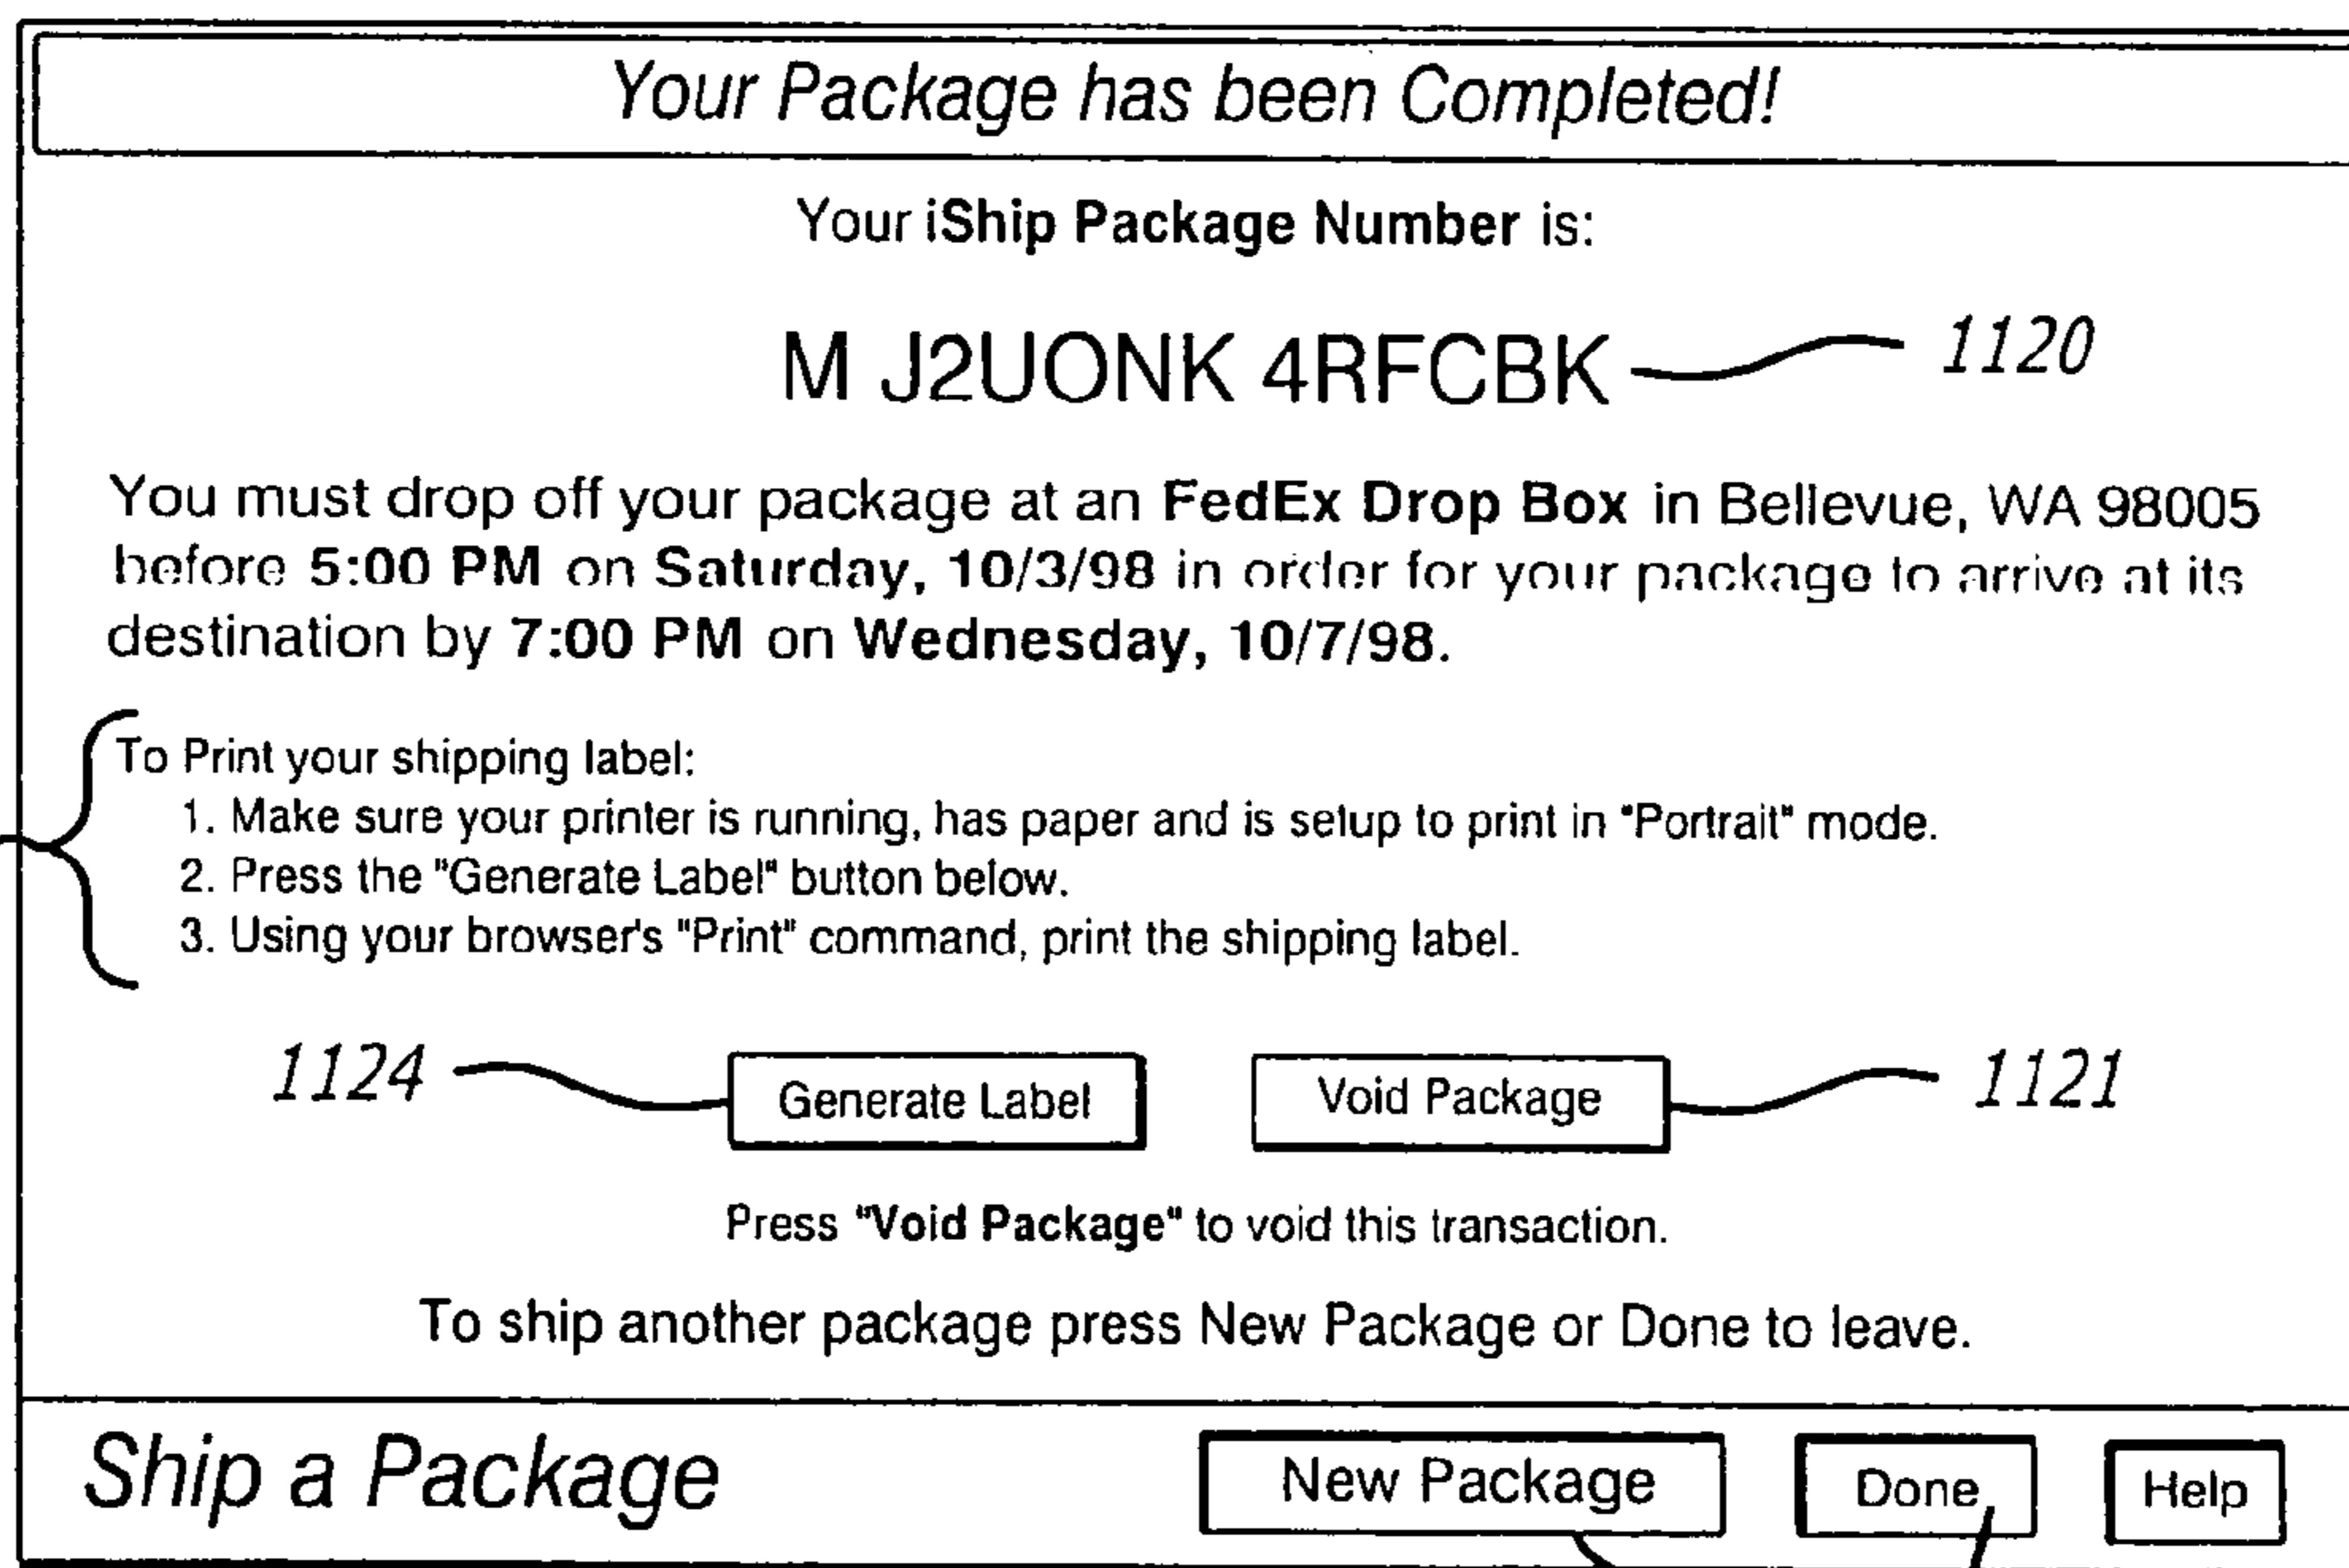 Your Package has been Completed!
Your iShip Package Number is:
M J2UONK 4RFCBK 1120
You must drop off your package at an FedEx Drop Box in Bellevue, WA 98005
before 5:00 PM on Saturday, 10/3/98 in order for your package to arrive at its
destination by 7:00 PM on Wednesday, 10/7/98.
To Print your shipping label:
1. Make sure your printer is running, has paper and is setup to print in "Portrait" mode.
2. Press the "Generate Label" button below.
3. Using your browser's "Print" command, print the shipping label.
1124 Generate Label Void Package 1121
Press "Void Package" to void this transaction.
To ship another package press New Package or Done to leave.
Ship a Package New Package Done Help